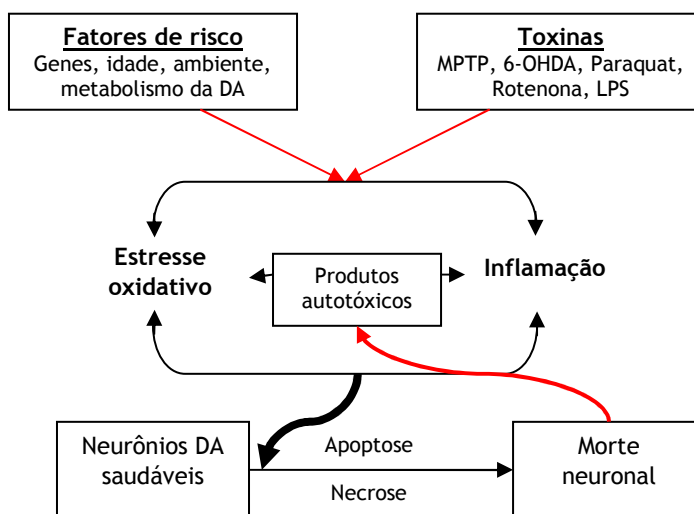 Fatores de risco
Genes, idade, ambiente,
metabolismo da DA
Toxinas
MPTP, 6-OHDA, Paraquat,
Rotenona, LPS
Estresse
oxidativo
Produtos
autotóxicos
Inflamação
Neurônios DA
saudáveis
Apoptose
Necrose
Morte
neuronal